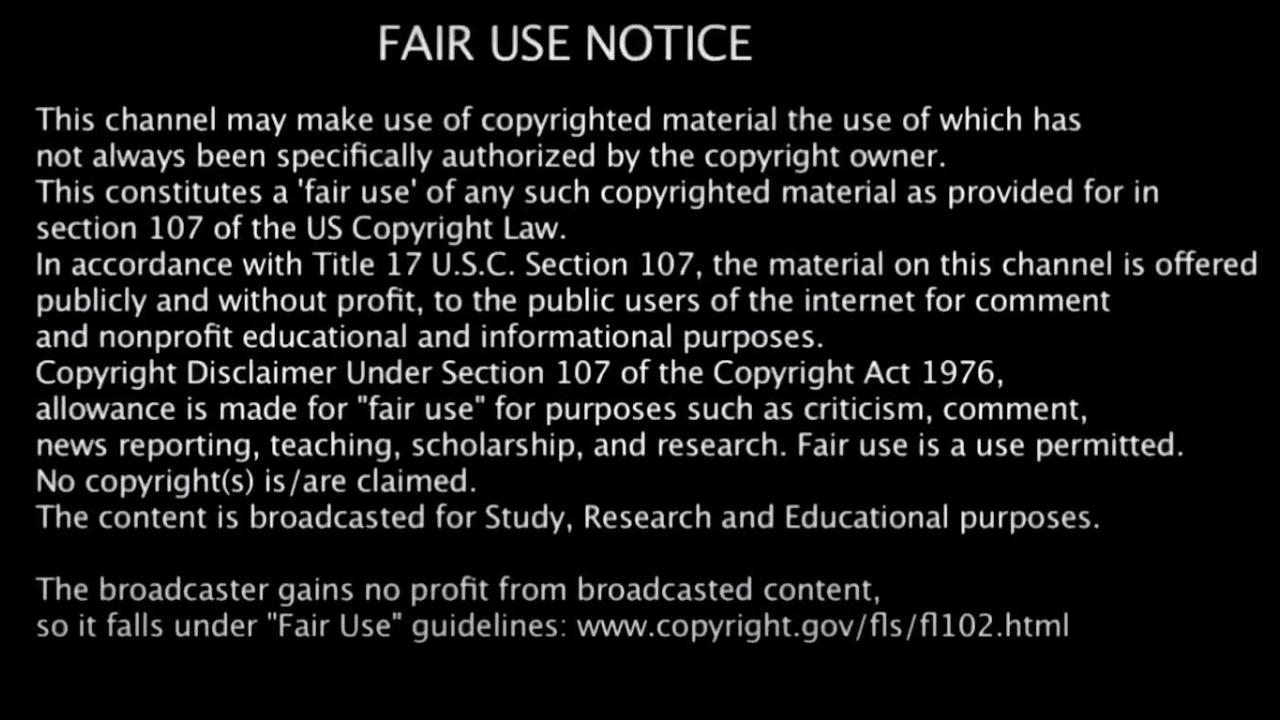 FAIR USE NOTICE
This channel may make use of copyrighted material the use of which has
not always been specifically authorized by the copyright owner.
This constitutes a 'fair use' of any such copyrighted material as provided for in
section 107 of the US Copyright Law.
In accordance with Title 17 U.S.C. Section 107, the material on this channel is offered
publicly and without profit, to the public users of the internet for comment
and nonprofit educational and informational purposes.
Copyright Disclaimer Under Section 107 of the Copyright Act 1976,
allowance is made for "fair use" for purposes such as criticism, comment,
news reporting, teaching, scholarship, and research. Fair use is a use permitted.
No copyright(s) is/are claimed.
The content is broadcasted for Study, Research and Educational purposes.
The broadcaster gains no profit from broadcasted content,
so it falls under "Fair Use" guidelines: www.copyright.gov/fls/fl102.html